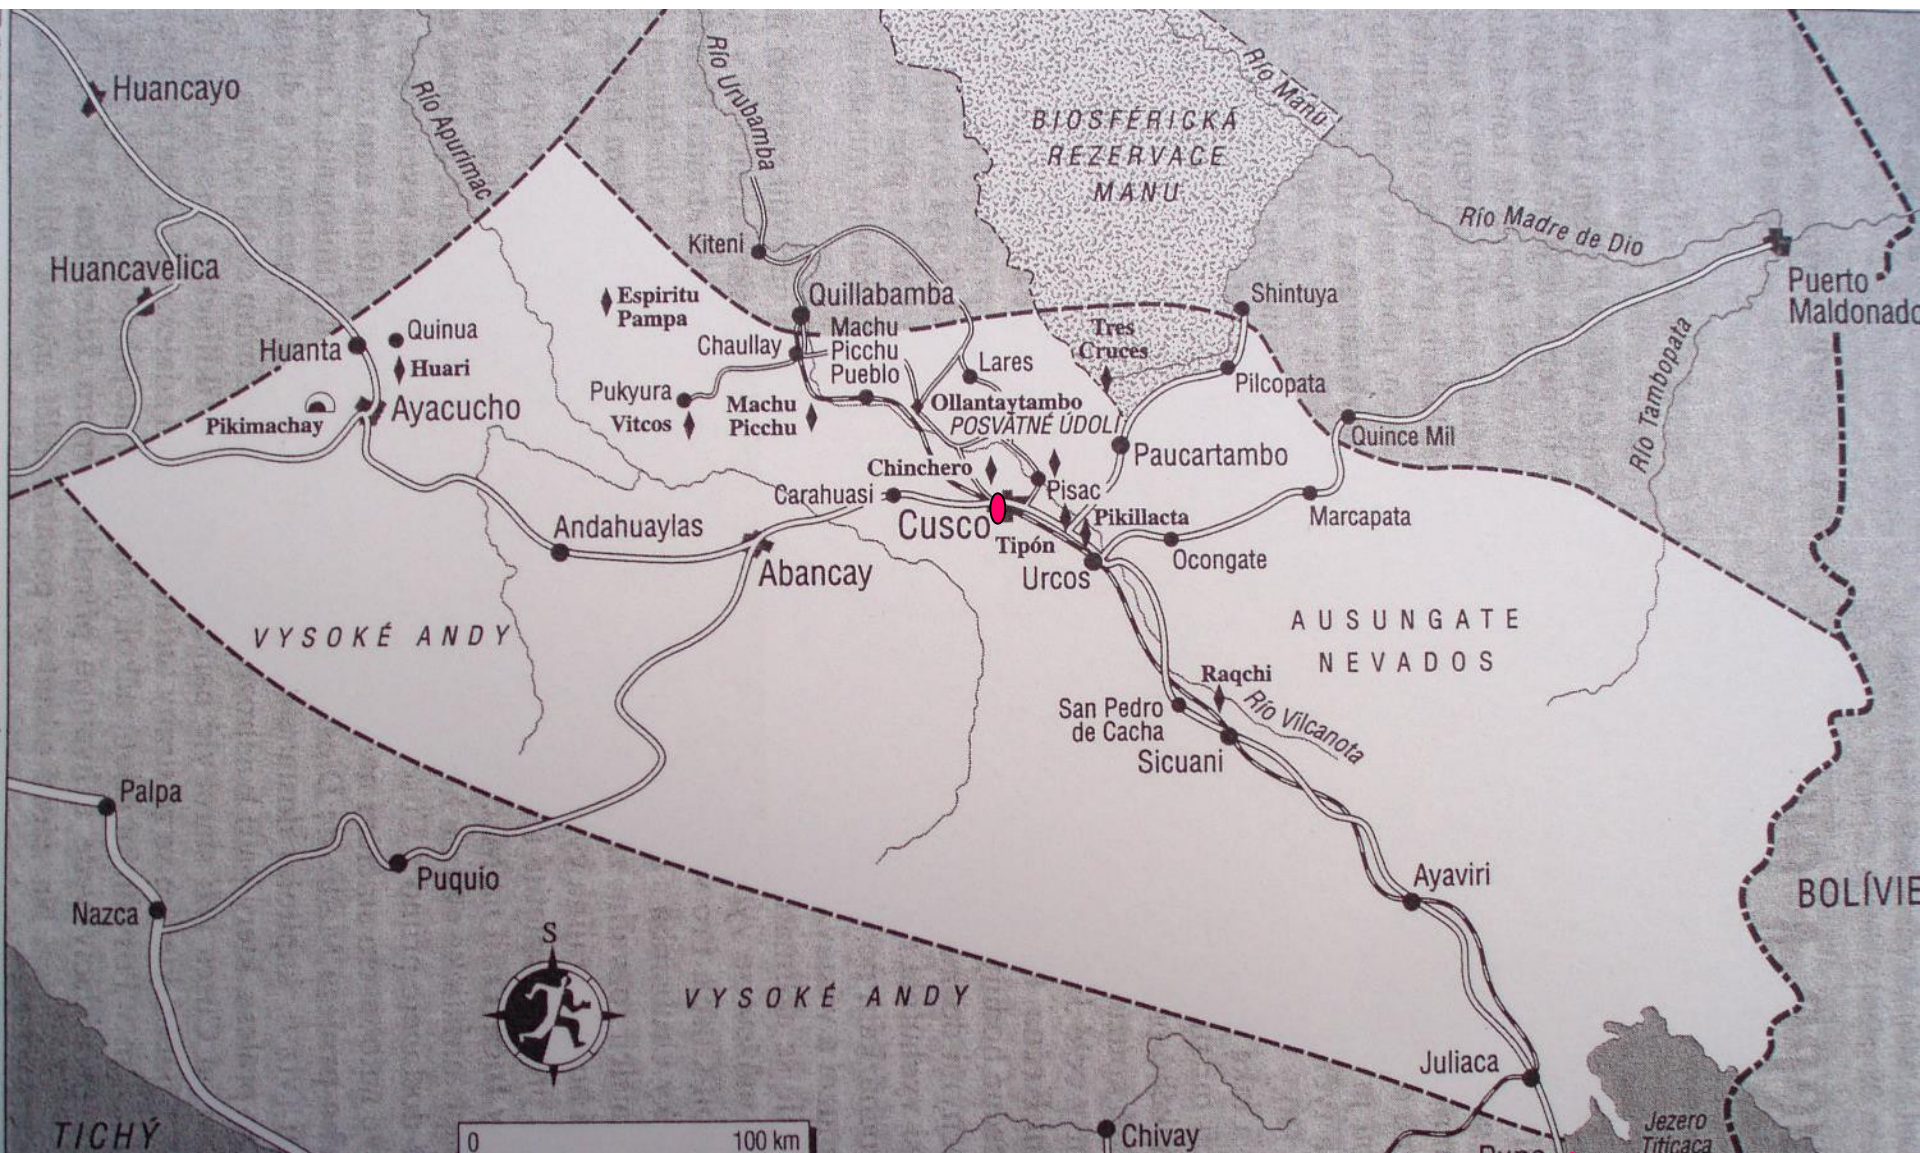 Huancayo
Río Apurímac
Río Urubamba
BIOSFÉRICKÁ
REZERVACE
MANU
Río Manú
Río Madre de Dio
Puerto
Maldonado
Río Tambopata
Huancavelica
Kiteni
Espiritu
Pampa
Quillabamba
Shintuya
Quinua
Huanta
Huari
Chaullay
Machu
Picchu
Pueblo
Lares
Tres
Cruces
Pilcopata
Pikimachay
Ayacucho
Pukyura
Vitcos
Machu
Picchu
Ollantaytambo
POSVÁTNÉ ÚDOLÍ
Quince Mil
Paucartambo
Chinchero
Carahuasi
Pisac
Marcapata
Andahuaylas
Cusco
Pikillacta
Tipón
Abancay
Urcos
Ocongate
VYSOKÉ ANDY
AUSUNGATE
NEVADOS
Raqchi
San Pedro
de Cacha
Río Vilcanota
Sicuani
Palpa
Puquio
Nazca
Ayaviri
BOLÍVIE
S
VYSOKÉ ANDY
Juliaca
TICHÝ
0
100 km
Chivay
Jezero
Titicaca